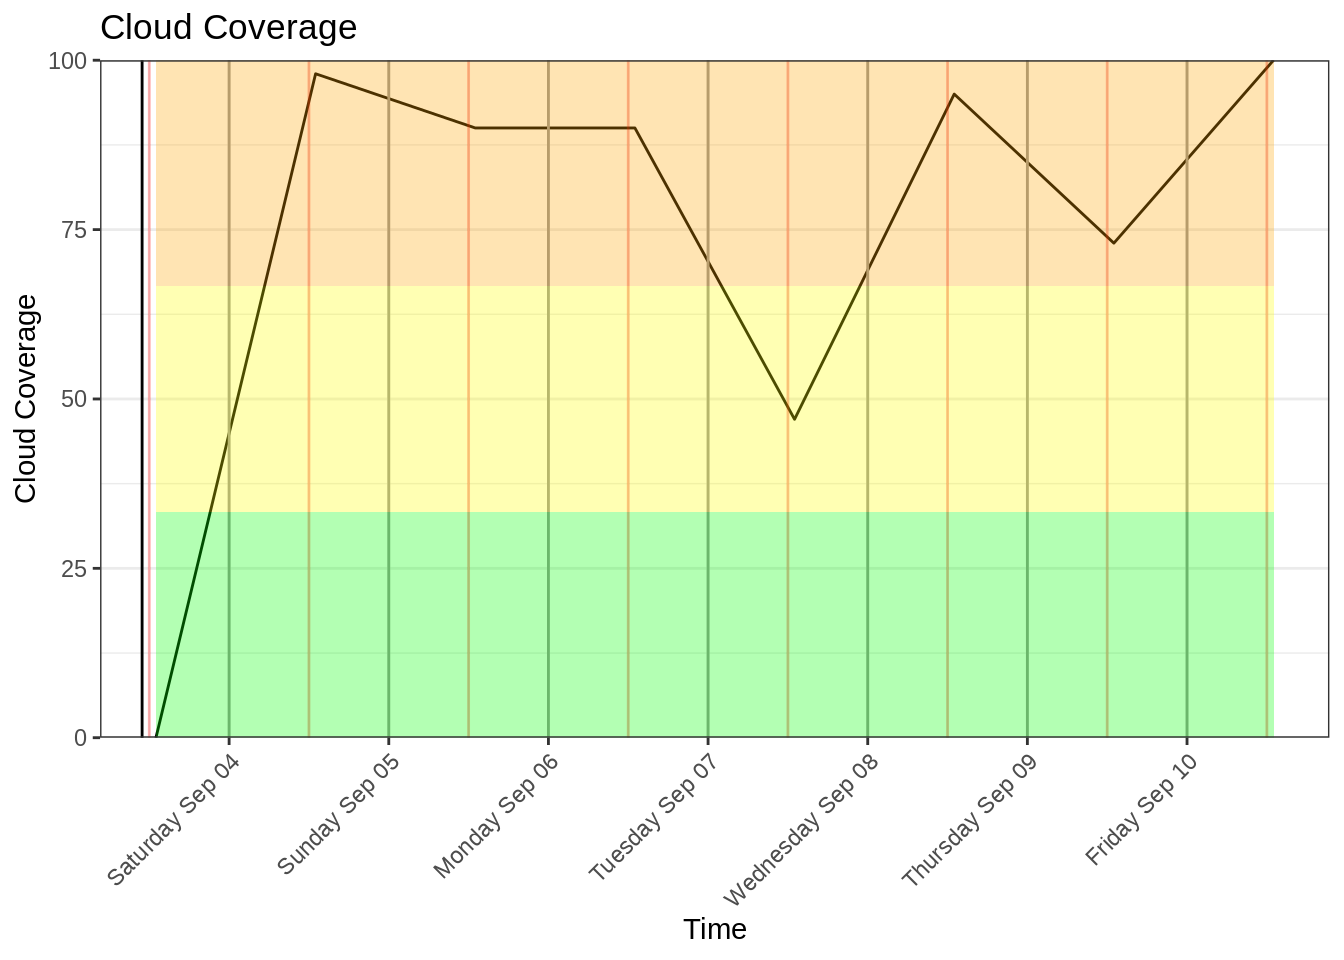 Cloud Coverage
100
75
50
25
0
Cloud Coverage
Saturday Sep 04
Sunday Sep 05
Monday Sep 06
Tuesday Sep 07
Wednesday Sep 08
Thursday Sep 09
Friday Sep 10
Time